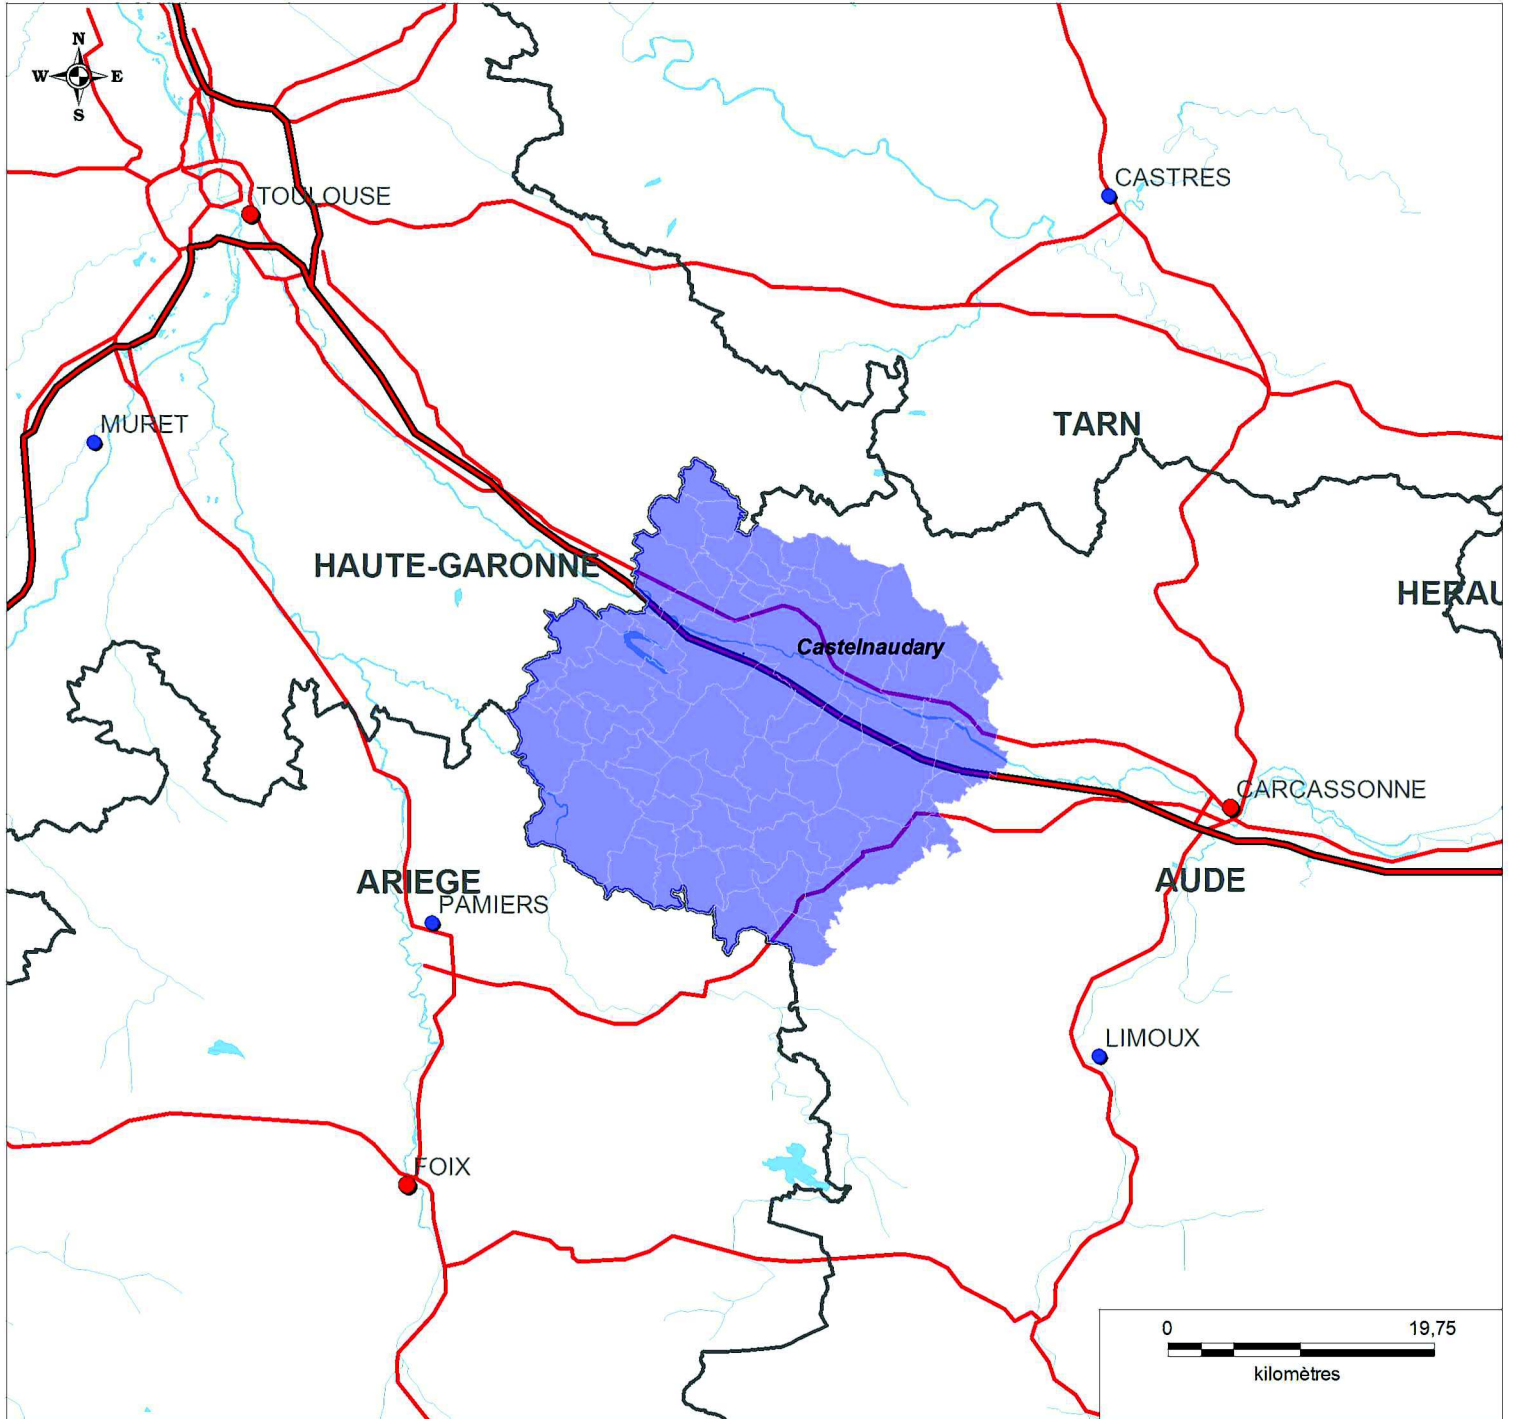 N
W E
S
TOULOUSE
CASTRES
MURET
TARN
HAUTE-GARONNE
HERAU
Castelnaudary
CARCASSONNE
ARIEGE
AUDE
PAMIERS
LIMOUX
FOIX
0 19,75
kilomètres